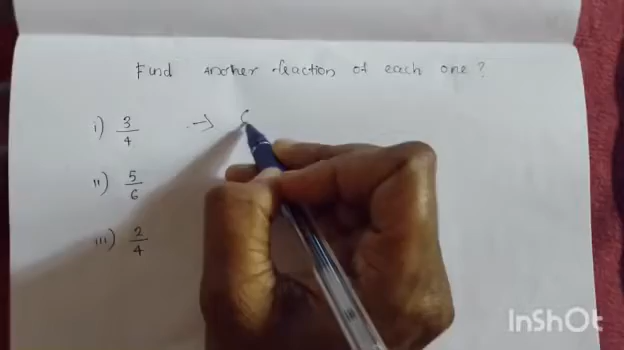 Find another fraction of each one ?
i) 3/4 →
ii) 5/6
iii) 2/4
InShOt